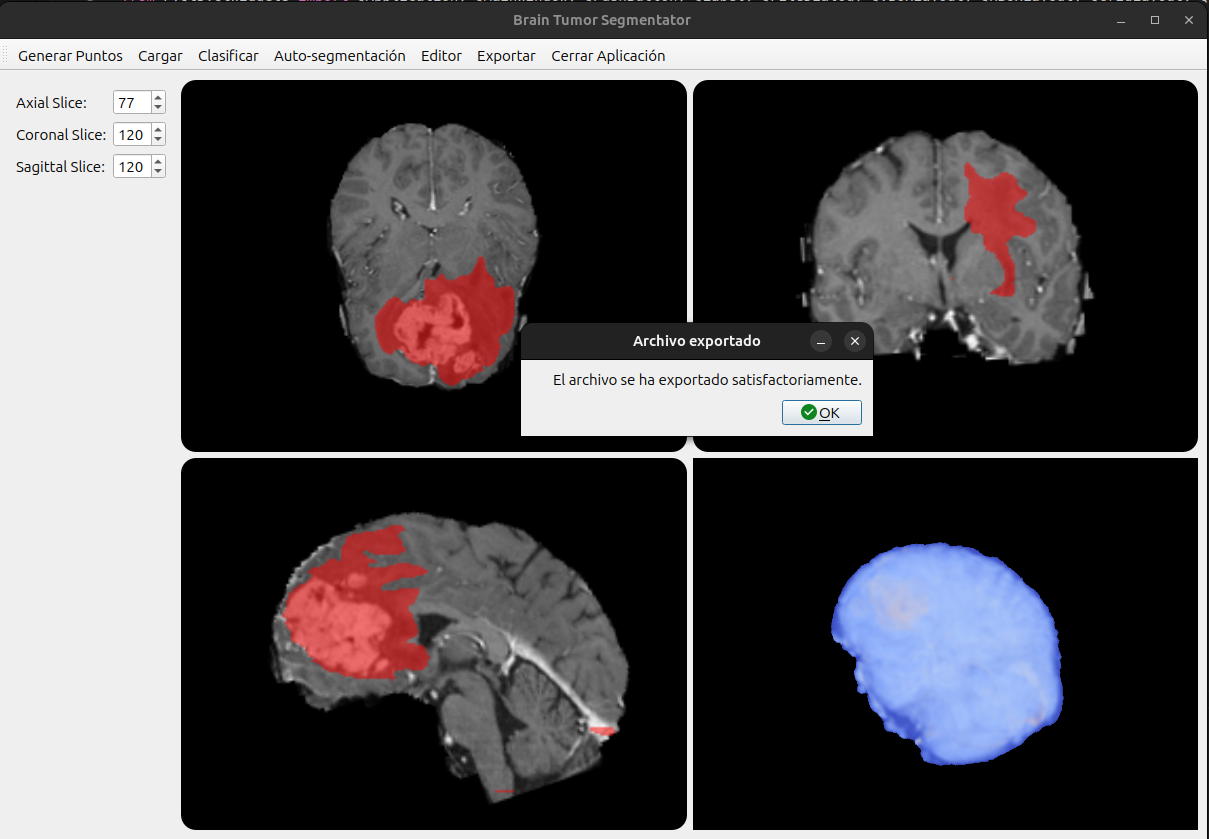 Brain Tumor Segmentator
Generar Puntos Cargar Clasificar Auto-segmentación Editor Exportar Cerrar Aplicación
Axial Slice: 77
Coronal Slice: 120
Sagittal Slice: 120
Archivo exportado
El archivo se ha exportado satisfactoriamente.
OK